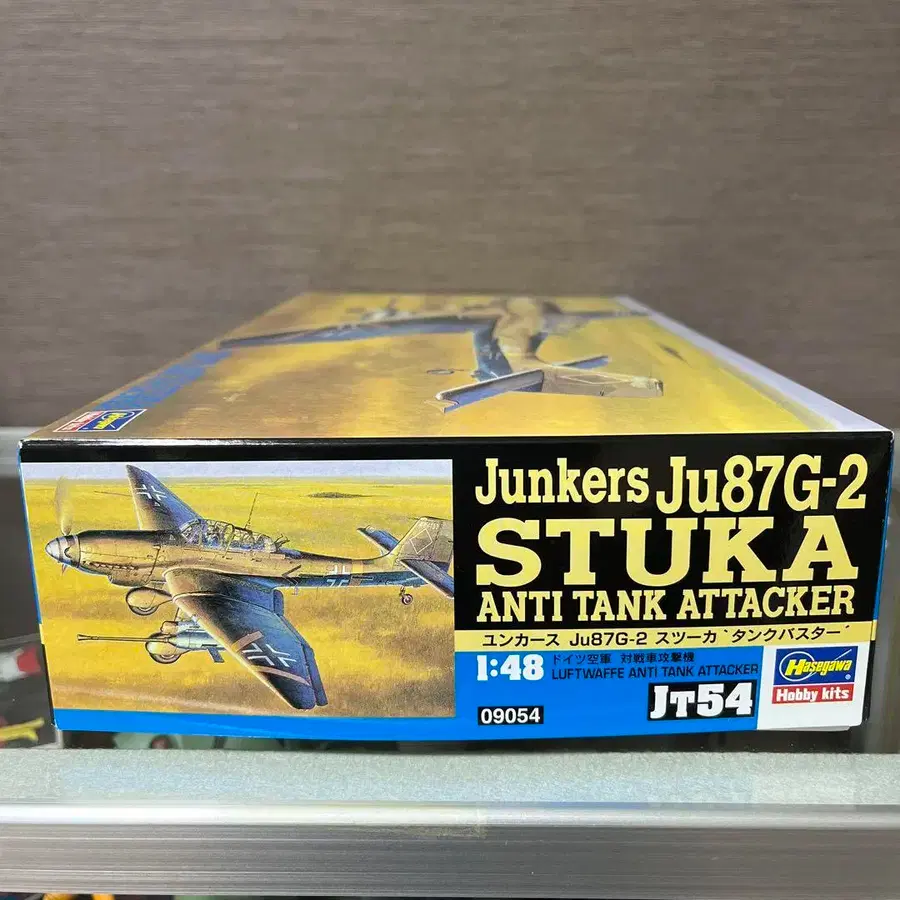 Junkers Ju87G-2
STUKA
ANTI TANK ATTACKER
ユンカース Ju87G-2 スツーカ `タンクバスター´
1:48
ドイツ空軍 対戦車攻撃機
LUFTWAFFE ANTI TANK ATTACKER
09054
JT54
Hasegawa®
Hobby kits